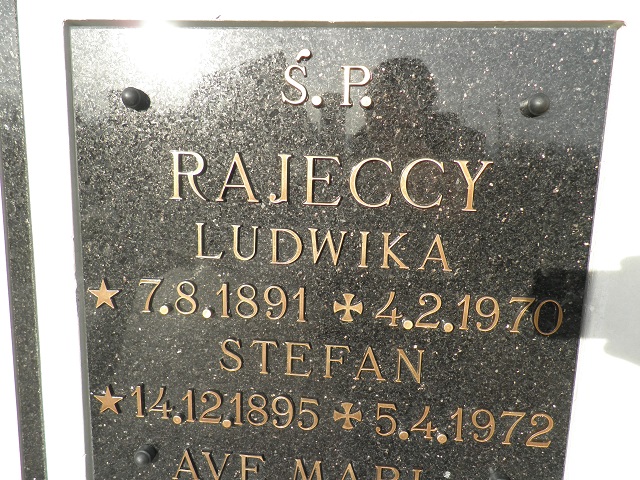 Ś. P.
RAJECCY
LUDWIKA
★ 7.8.1891 ✠ 4.2.1970
STEFAN
★ 14.12.1895 ✠ 5.4.1972
AVE